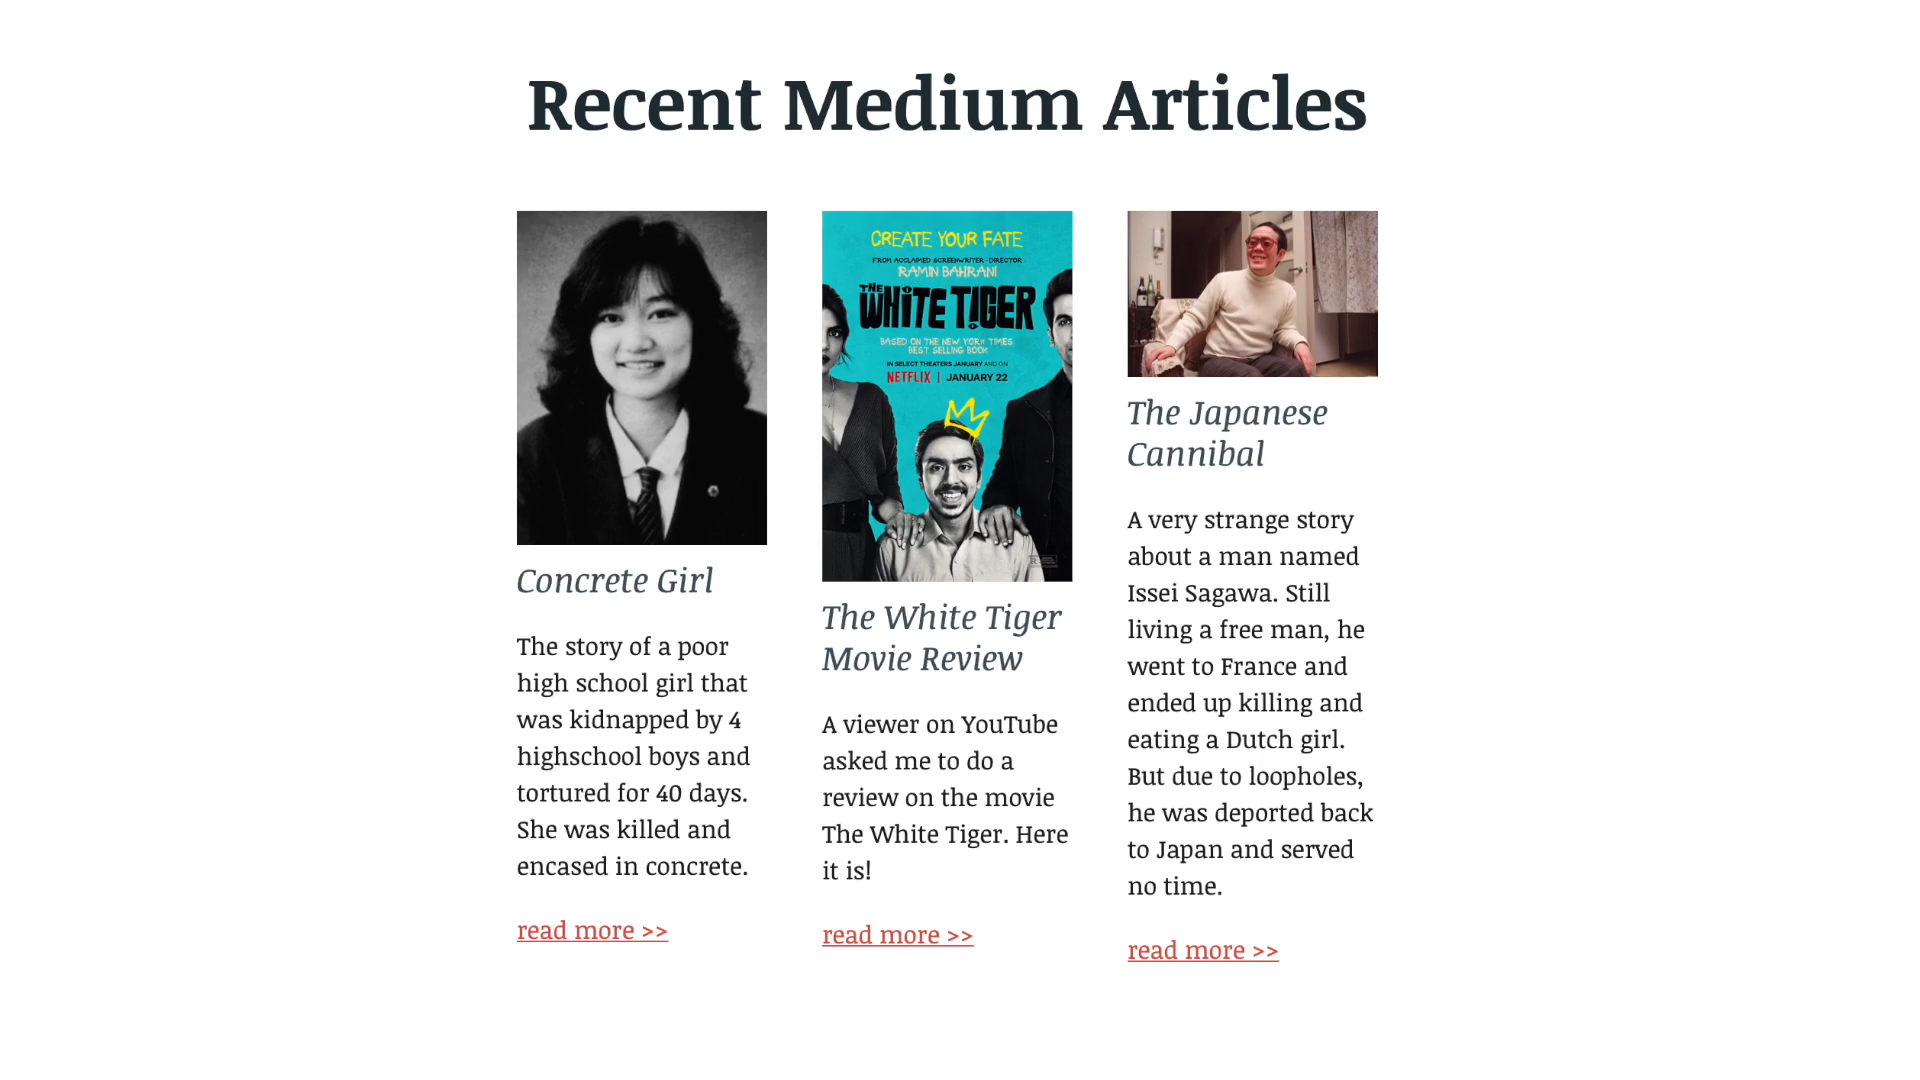 Recent Medium Articles
Concrete Girl
The story of a poor
high school girl that
was kidnapped by 4
highschool boys and
tortured for 40 days.
She was killed and
encased in concrete.
read more >>
CREATE YOUR FATE
FROM ACCLAIMED SCREENWRITER-DIRECTOR
RAMIN BAHRANI
THE
WHITE TIGER
BASED ON THE NEW YORK TIMES
BEST SELLING BOOK
IN SELECT THEATERS JANUARY AND ON
NETFLIX | JANUARY 22
The White Tiger
Movie Review
A viewer on YouTube
asked me to do a
review on the movie
The White Tiger. Here
it is!
read more >>
The Japanese
Cannibal
A very strange story
about a man named
Issei Sagawa. Still
living a free man, he
went to France and
ended up killing and
eating a Dutch girl.
But due to loopholes,
he was deported back
to Japan and served
no time.
read more >>